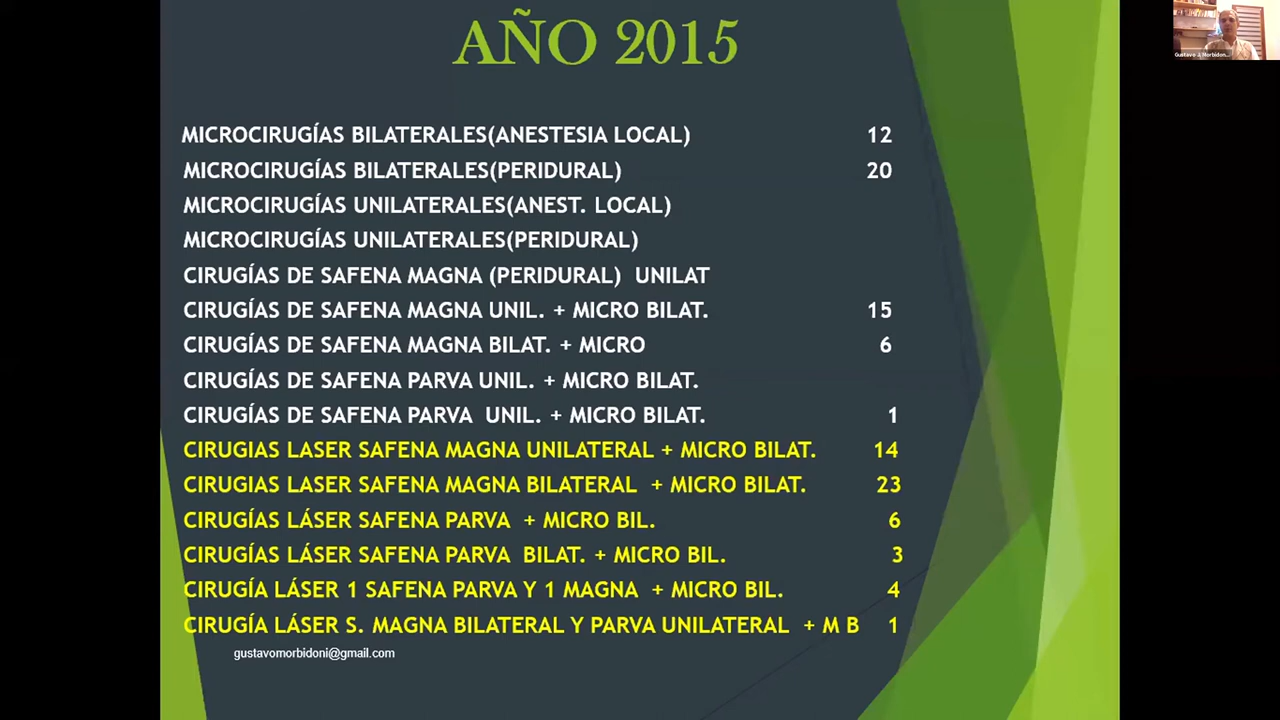 AÑO 2015
MICROCIRUGÍAS BILATERALES(ANESTESIA LOCAL) 12
MICROCIRUGÍAS BILATERALES(PERIDURAL) 20
MICROCIRUGÍAS UNILATERALES(ANEST. LOCAL)
MICROCIRUGÍAS UNILATERALES(PERIDURAL)
CIRUGÍAS DE SAFENA MAGNA (PERIDURAL) UNILAT
CIRUGÍAS DE SAFENA MAGNA UNIL. + MICRO BILAT. 15
CIRUGÍAS DE SAFENA MAGNA BILAT. + MICRO 6
CIRUGÍAS DE SAFENA PARVA UNIL. + MICRO BILAT.
CIRUGÍAS DE SAFENA PARVA UNIL. + MICRO BILAT. 1
CIRUGIAS LASER SAFENA MAGNA UNILATERAL + MICRO BILAT. 14
CIRUGIAS LASER SAFENA MAGNA BILATERAL + MICRO BILAT. 23
CIRUGÍAS LÁSER SAFENA PARVA + MICRO BIL. 6
CIRUGÍAS LÁSER SAFENA PARVA BILAT. + MICRO BIL. 3
CIRUGÍA LÁSER 1 SAFENA PARVA Y 1 MAGNA + MICRO BIL. 4
CIRUGÍA LÁSER S. MAGNA BILATERAL Y PARVA UNILATERAL + M B 1
gustavomorbidoni@gmail.com
Gustavo J. Morbidon...